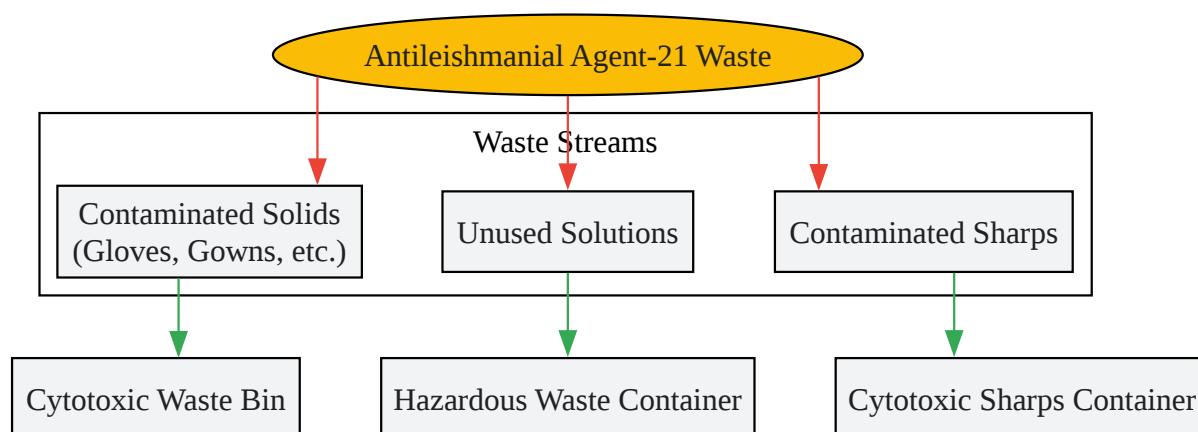 Antileishmanial Agent-21 Waste
Waste Streams
Contaminated Solids
(Gloves, Gowns, etc.)
Unused Solutions
Contaminated Sharps
Cytotoxic Waste Bin
Hazardous Waste Container
Cytotoxic Sharps Container